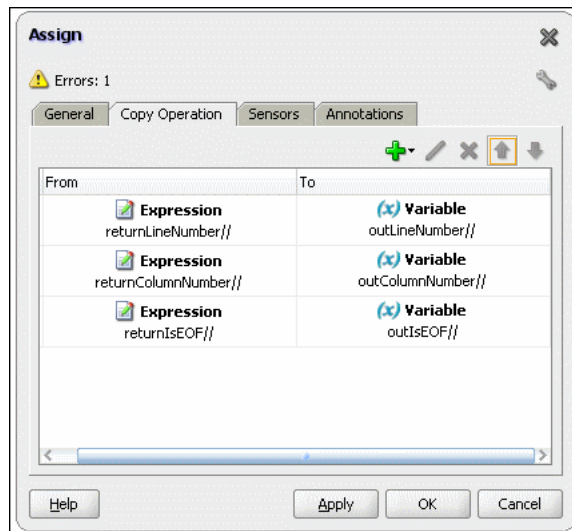 Assign
Errors: 1
General Copy Operation Sensors Annotations
From To
Expression (x) Variable
returnLineNumber// outLineNumber//
Expression (x) Variable
returnColumnNumber// outColumnNumber//
Expression (x) Variable
returnIsEOF// outIsEOF//
Help Apply OK Cancel